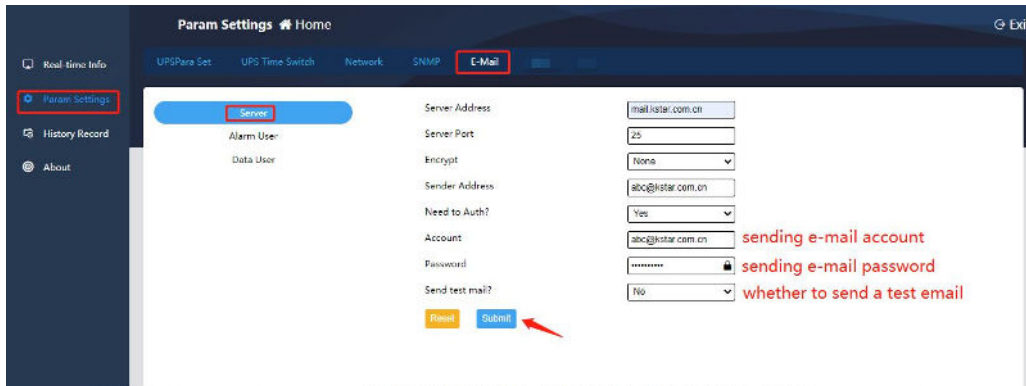 Param Settings Home
Exi
Real-time Info
Param Settings
History Record
About
UPSPara Set UPS Time Switch Network SNMP E-Mail
Server
Alarm User
Data User
Server Address mail.kstar.com.cn
Server Port 25
Encrypt None
Sender Address abc@kstar.com.cn
Need to Auth? Yes
Account abc@kstar.com.cn sending e-mail account
Password •••••••••• sending e-mail password
Send test mail? No whether to send a test email
Reset Submit